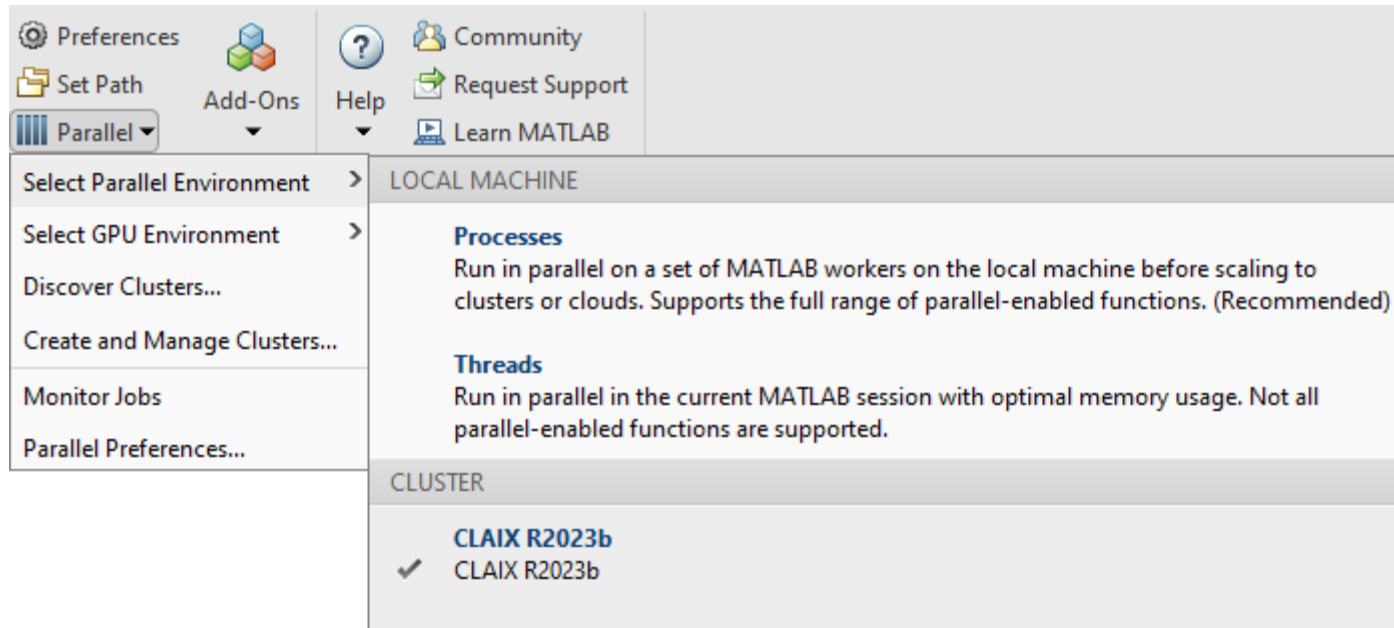 Preferences
Set Path
Parallel
Add-Ons
Help
?
Community
Request Support
Learn MATLAB
Select Parallel Environment
Select GPU Environment
Discover Clusters...
Create and Manage Clusters...
Monitor Jobs
Parallel Preferences...
LOCAL MACHINE
Processes
Run in parallel on a set of MATLAB workers on the local machine before scaling to
clusters or clouds. Supports the full range of parallel-enabled functions. (Recommended)
Threads
Run in parallel in the current MATLAB session with optimal memory usage. Not all
parallel-enabled functions are supported.
CLUSTER
CLAIX R2023b
CLAIX R2023b